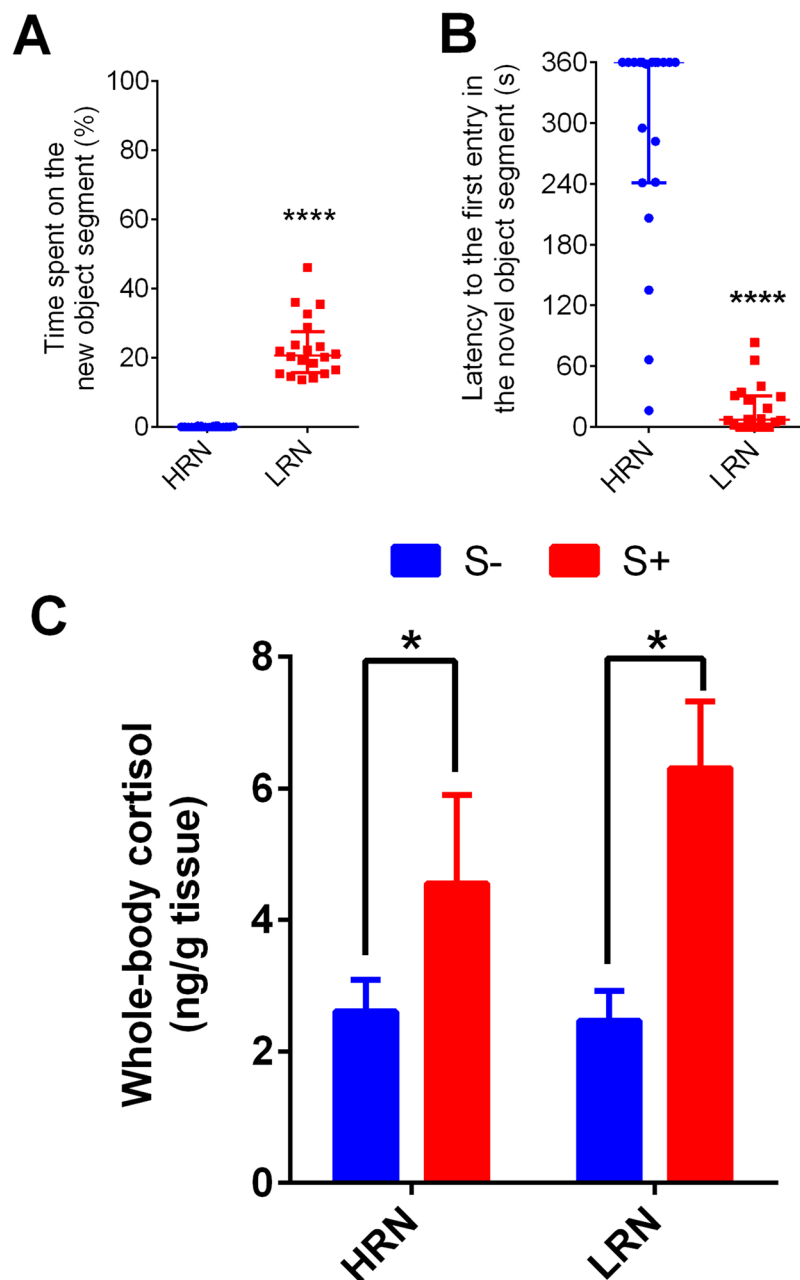 A
Time spent on the
new object segment (%)
100
80
60
40
20
0
****
HRN
LRN
B
Latency to the first entry in
the novel object segment (s)
360
300
240
180
120
60
0
****
HRN
LRN
S-
S+
C
Whole-body cortisol
(ng/g tissue)
8
6
4
2
0
*
*
HRN
LRN